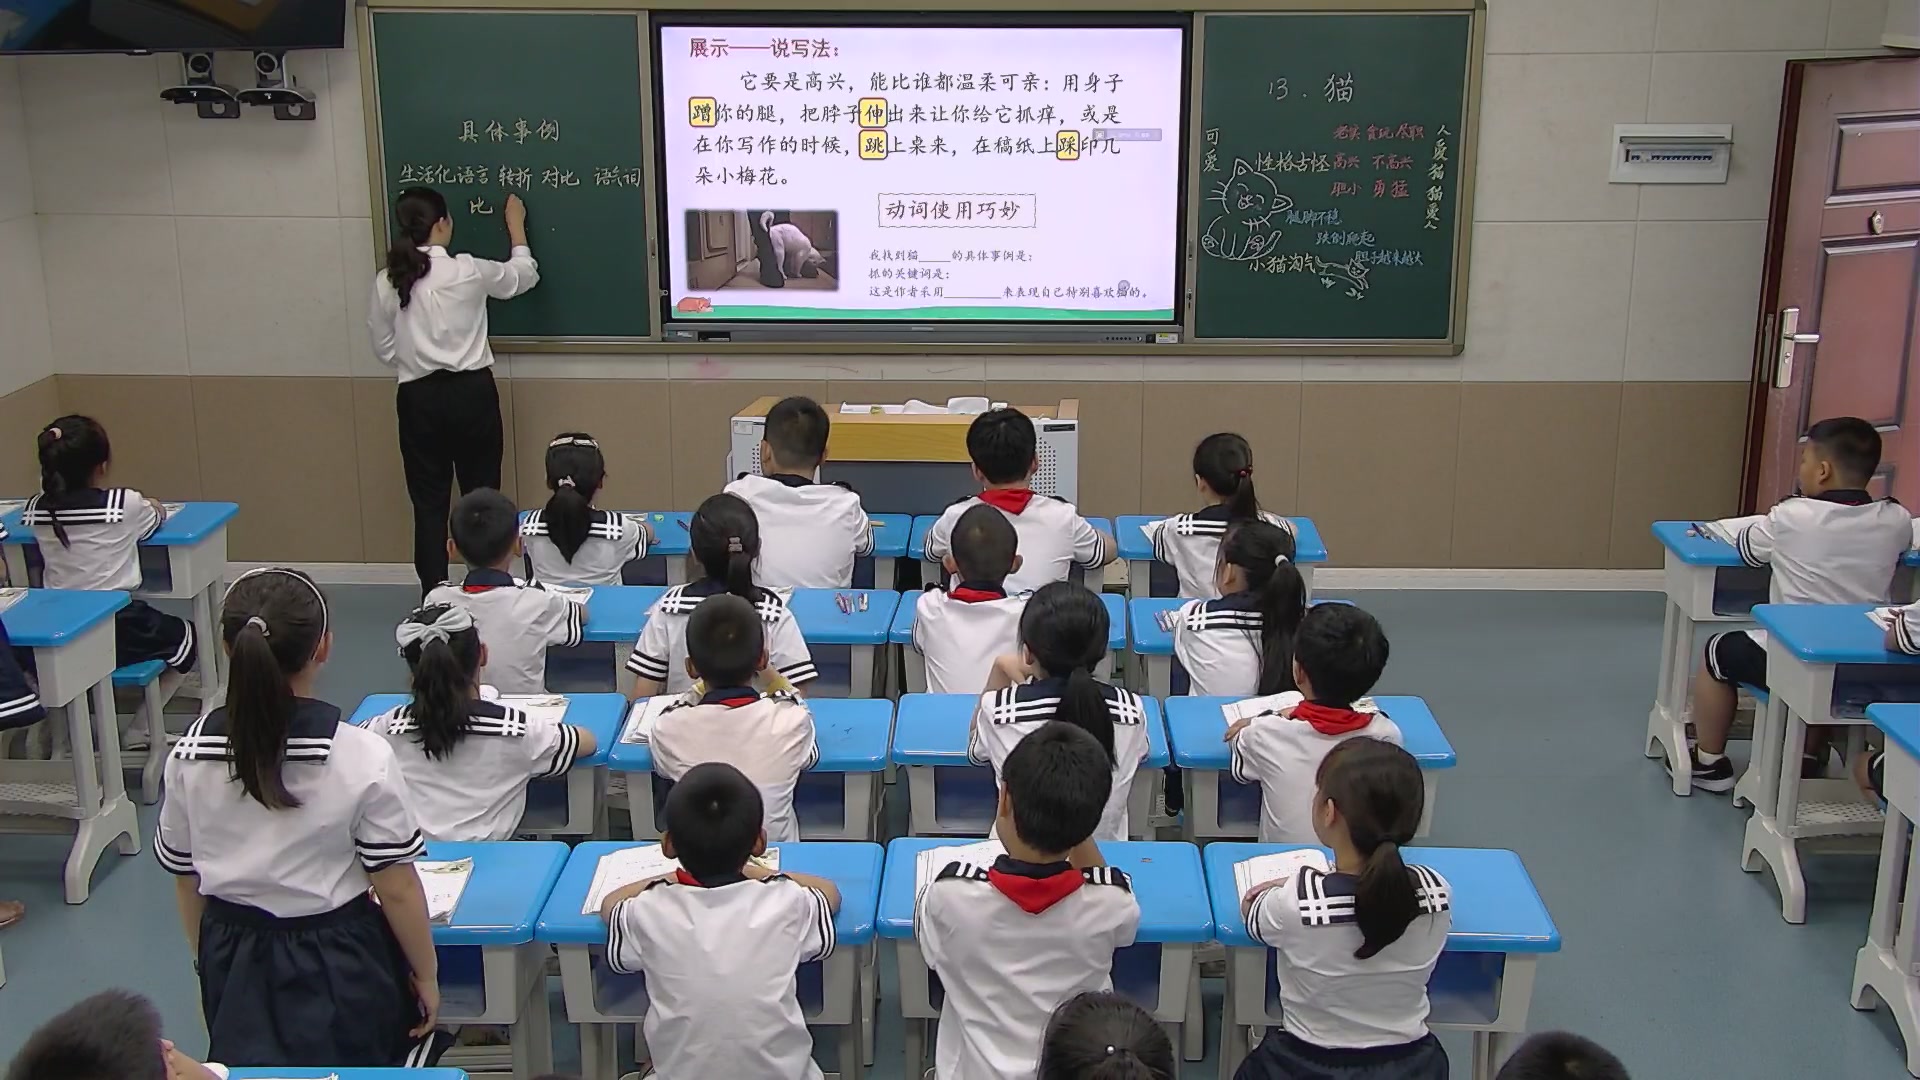 具体事例
生活化语言 转折 对比 语气词
比
展示——说写法：
它要是高兴，能比谁都温柔可亲：用身子
蹭你的腿，把脖子伸出来让你给它抓痒，或是
在你写作的时候，跳上桌来，在稿纸上踩印几
朵小梅花。
动词使用巧妙
我找到猫____的具体事例是：
抓的关键词是：
这是作者采用________来表现自己特别喜欢猫的。
13．猫
可爱
老实 贪玩 尽职
性格古怪 高兴 不高兴
胆小 勇猛
腿脚不稳
跌倒爬起
小猫淘气 胆子越来越大
人爱猫 猫爱人